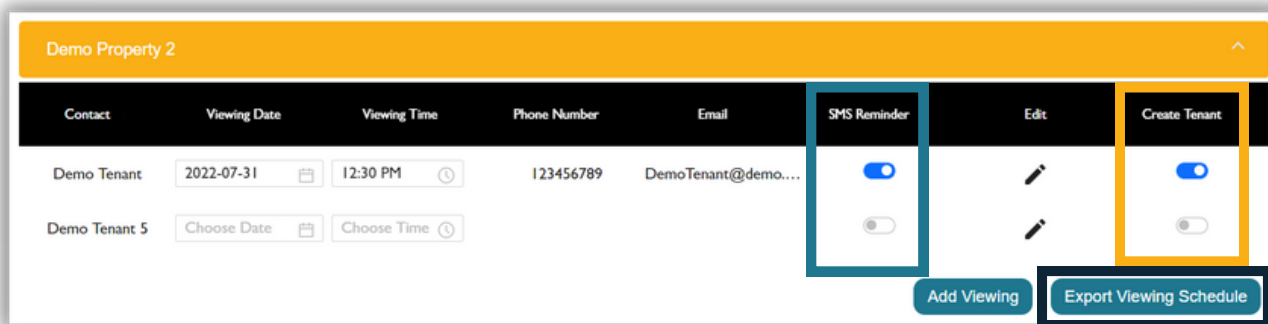 Demo Property 2
Contact Viewing Date Viewing Time Phone Number Email SMS Reminder Edit Create Tenant
Demo Tenant 2022-07-31 12:30 PM 123456789 DemoTenant@demo....
Demo Tenant 5 Choose Date Choose Time
Add Viewing Export Viewing Schedule